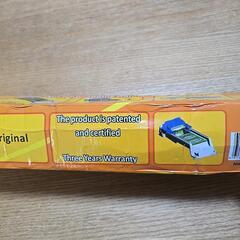 riginal
The product is patented
and certified
Three Years Warranty